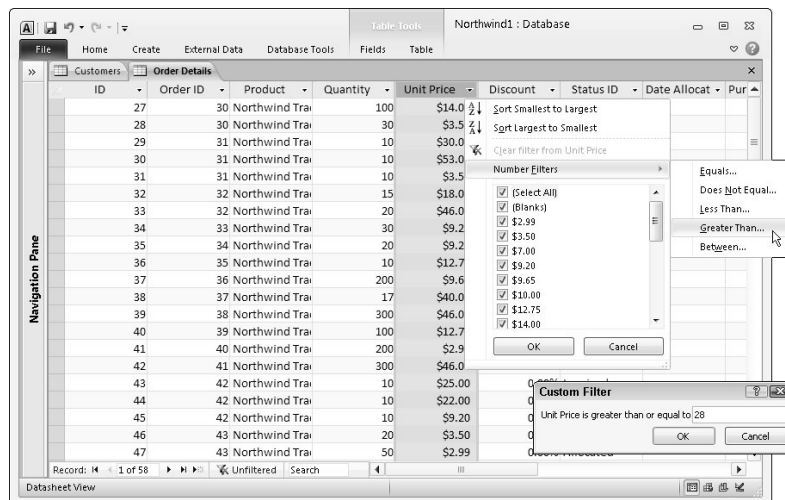 Table Tools Northwind1 : Database
File Home Create External Data Database Tools Fields Table
Customers Order Details
ID Order ID Product Quantity Unit Price Discount Status ID Date Allocat Pur
27 30 Northwind Tra 100 $14.0
28 30 Northwind Tra 30 $3.5
29 31 Northwind Tra 10 $30.0
30 31 Northwind Tra 10 $53.0
31 31 Northwind Tra 10 $3.5
32 32 Northwind Tra 15 $18.0
33 32 Northwind Tra 20 $46.0
34 33 Northwind Tra 30 $9.2
35 34 Northwind Tra 20 $9.2
36 35 Northwind Tra 10 $12.7
37 36 Northwind Tra 200 $9.6
38 37 Northwind Tra 17 $40.0
39 38 Northwind Tra 300 $46.0
40 39 Northwind Tra 100 $12.7
41 40 Northwind Tra 200 $2.9
42 41 Northwind Tra 300 $46.0
43 42 Northwind Tra 10 $25.00
44 42 Northwind Tra 10 $22.00
45 42 Northwind Tra 10 $9.20
46 43 Northwind Tra 20 $3.50
47 43 Northwind Tra 50 $2.99
Sort Smallest to Largest
Sort Largest to Smallest
Clear filter from Unit Price
Number Filters
(Select All)
(Blanks)
$2.99
$3.50
$7.00
$9.20
$9.65
$10.00
$12.75
$14.00
OK Cancel
Equals...
Does Not Equal...
Less Than...
Greater Than...
Between...
Custom Filter
Unit Price is greater than or equal to 28
OK Cancel
Navigation Pane
Record: 1 of 58 Unfiltered Search
Datasheet View